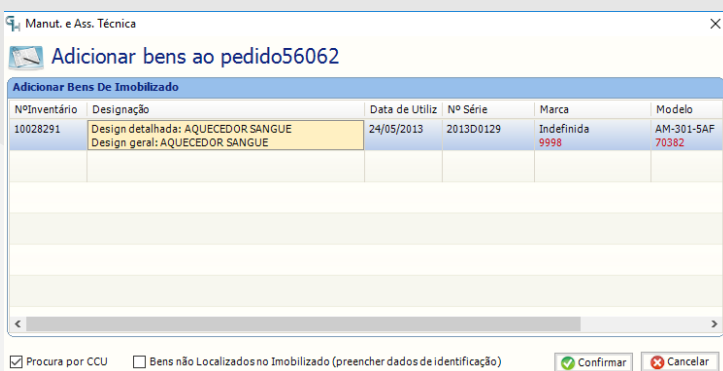 Manut. e Ass. Técnica
Adicionar bens ao pedido56062
Adicionar Bens De Imobilizado
NºInventário Designação Data de Utiliz Nº Série Marca Modelo
10028291 Design detalhada: AQUECEDOR SANGUE 24/05/2013 2013D0129 Indefinida AM-301-5AF
Design geral: AQUECEDOR SANGUE 9998 70382
Procura por CCU Bens não Localizados no Imobilizado (preencher dados de identificação) Confirmar Cancelar